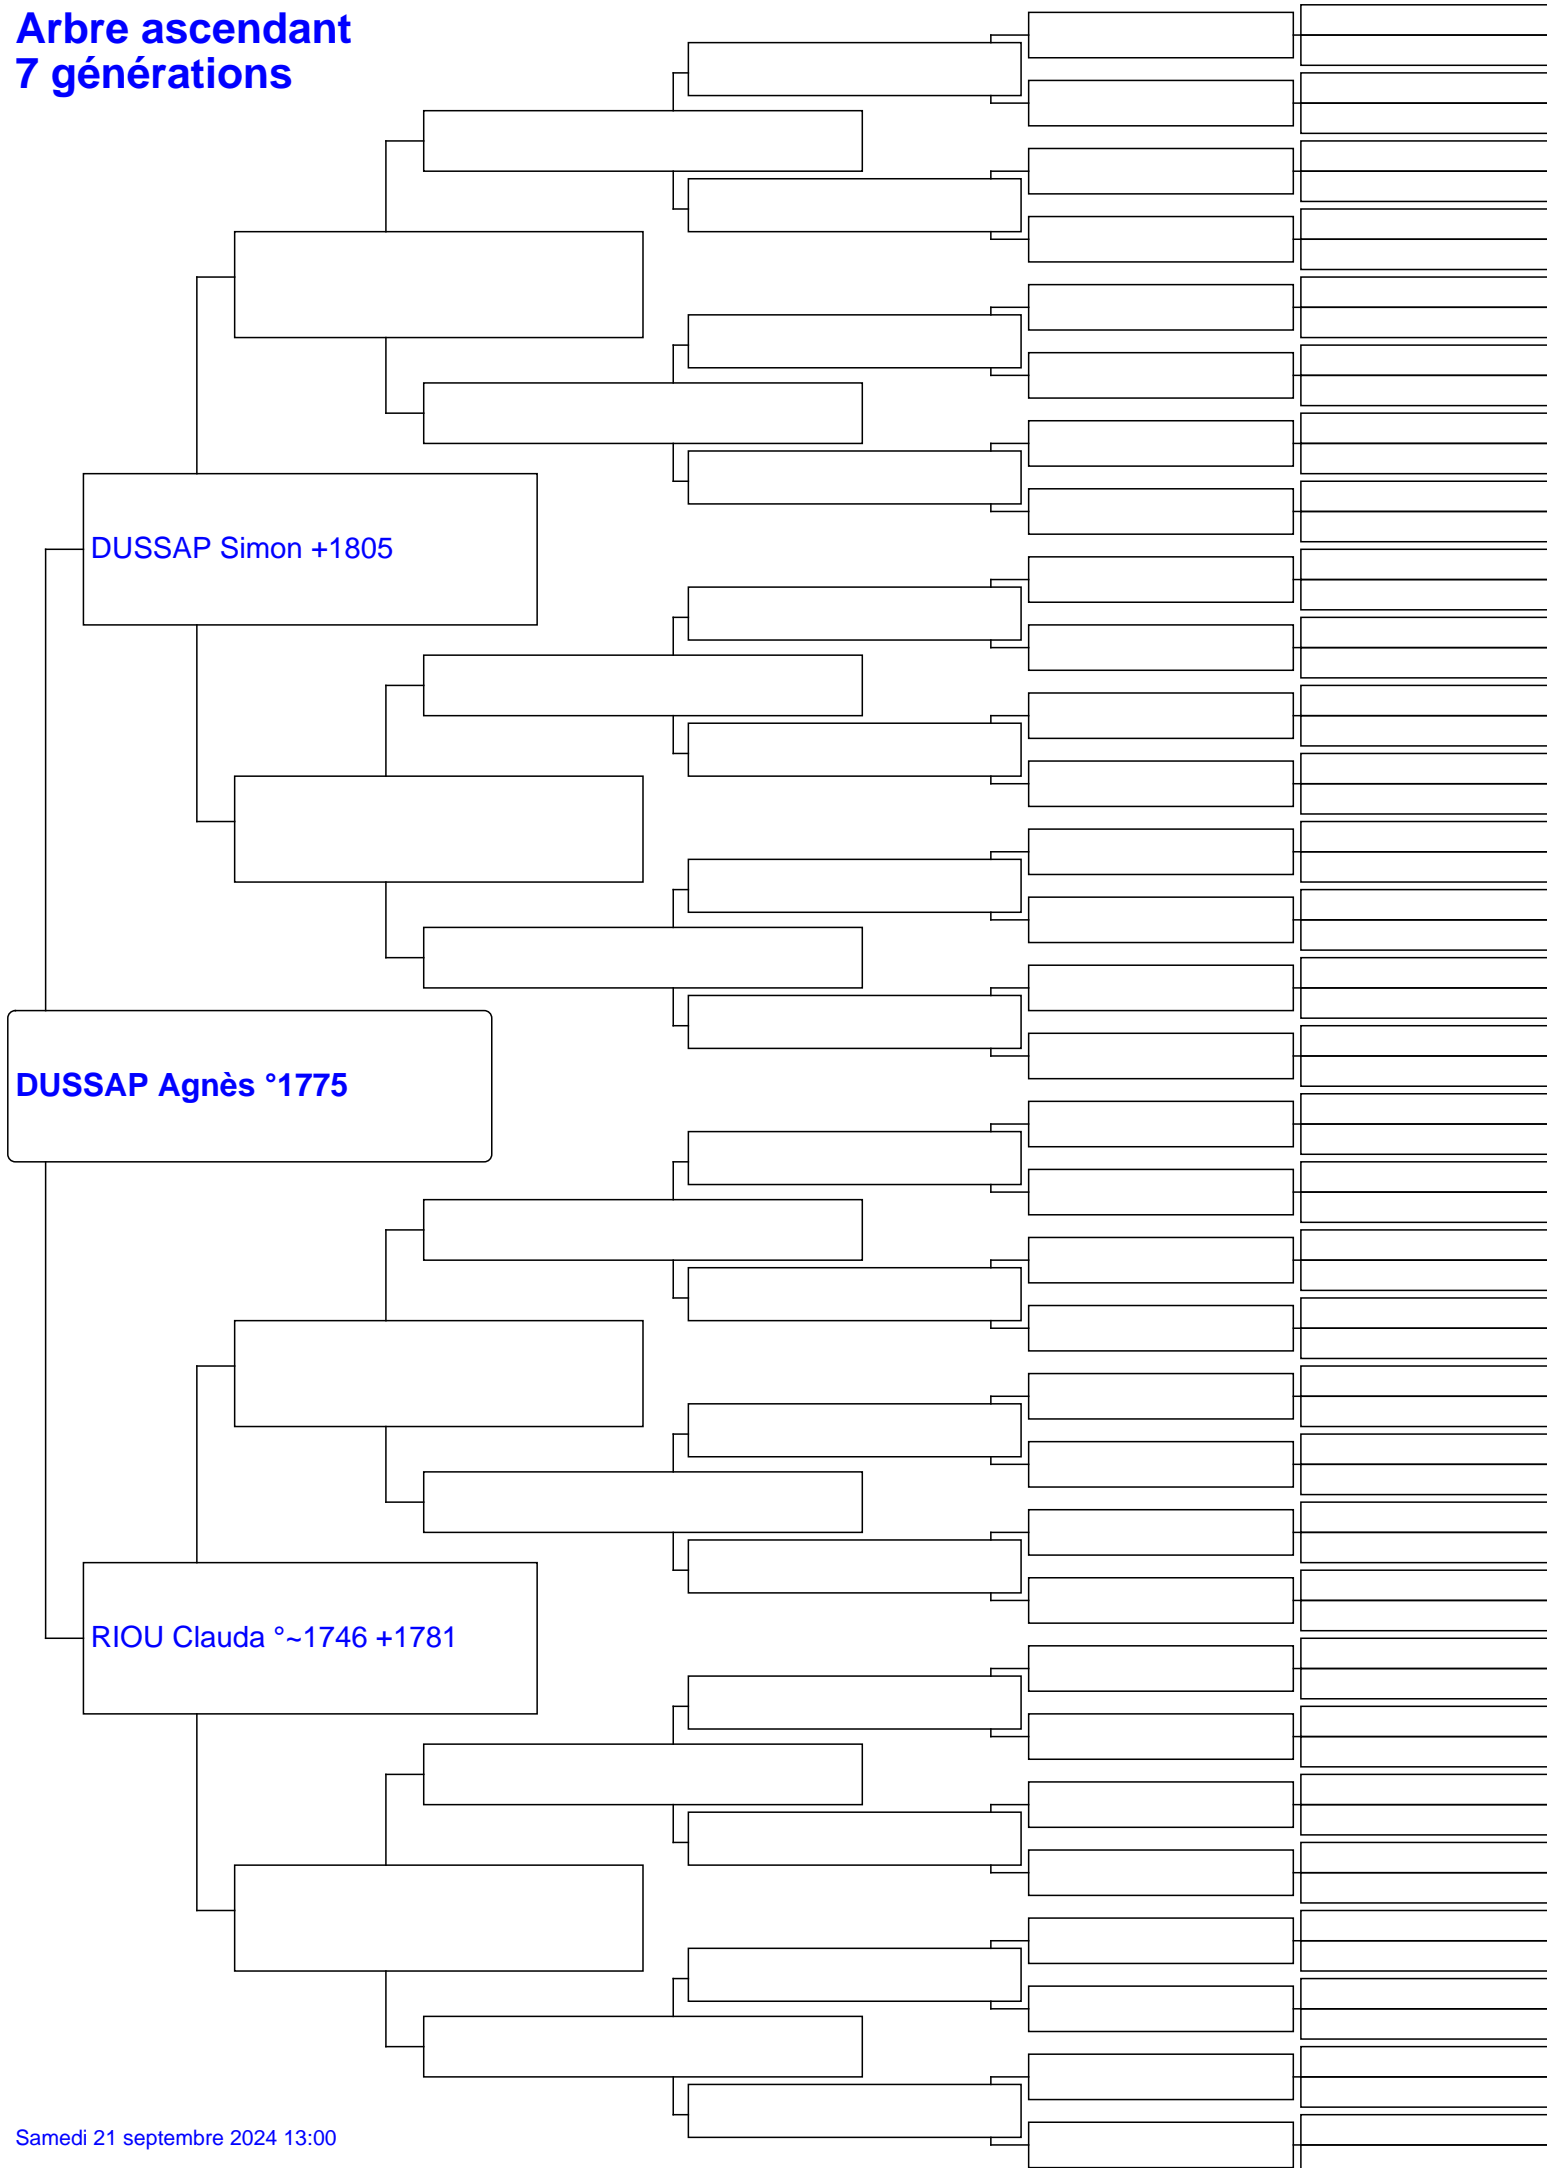 Arbre ascendant
7 générations
DUSSAP Simon +1805
DUSSAP Agnès °1775
RIOU Clauda °~1746 +1781
Samedi 21 septembre 2024 13:00